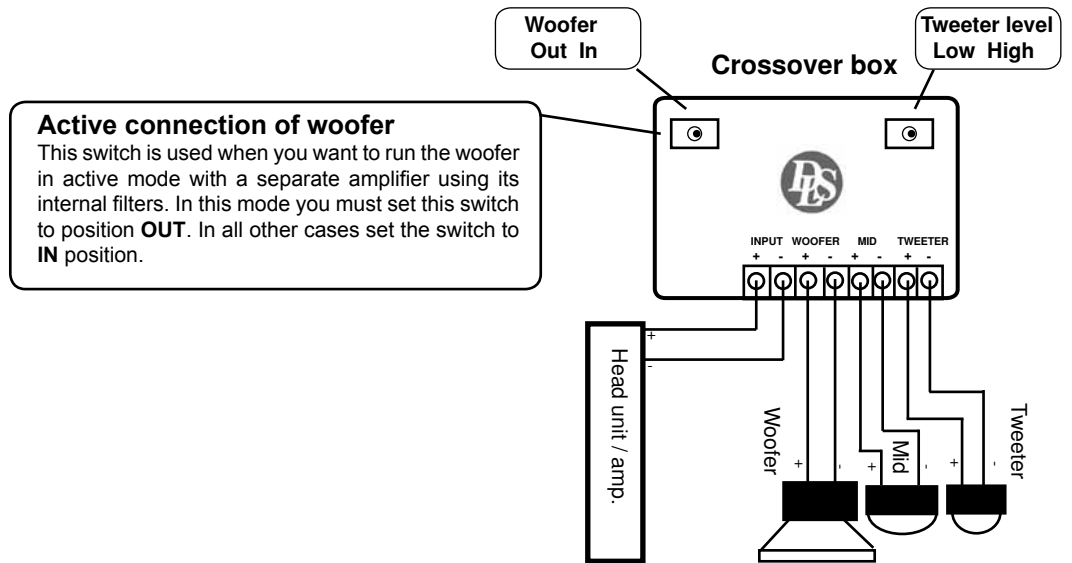 Woofer
Out In
Tweeter level
Low High
Crossover box
Active connection of woofer
This switch is used when you want to run the woofer
in active mode with a separate amplifier using its
internal filters. In this mode you must set this switch
to position OUT. In all other cases set the switch to
IN position.
DLS
INPUT WOOFER MID TWEETER
+ - + - + - + -
+
-
Head unit / amp.
Woofer
+ -
Mid
+ -
Tweeter
+ -